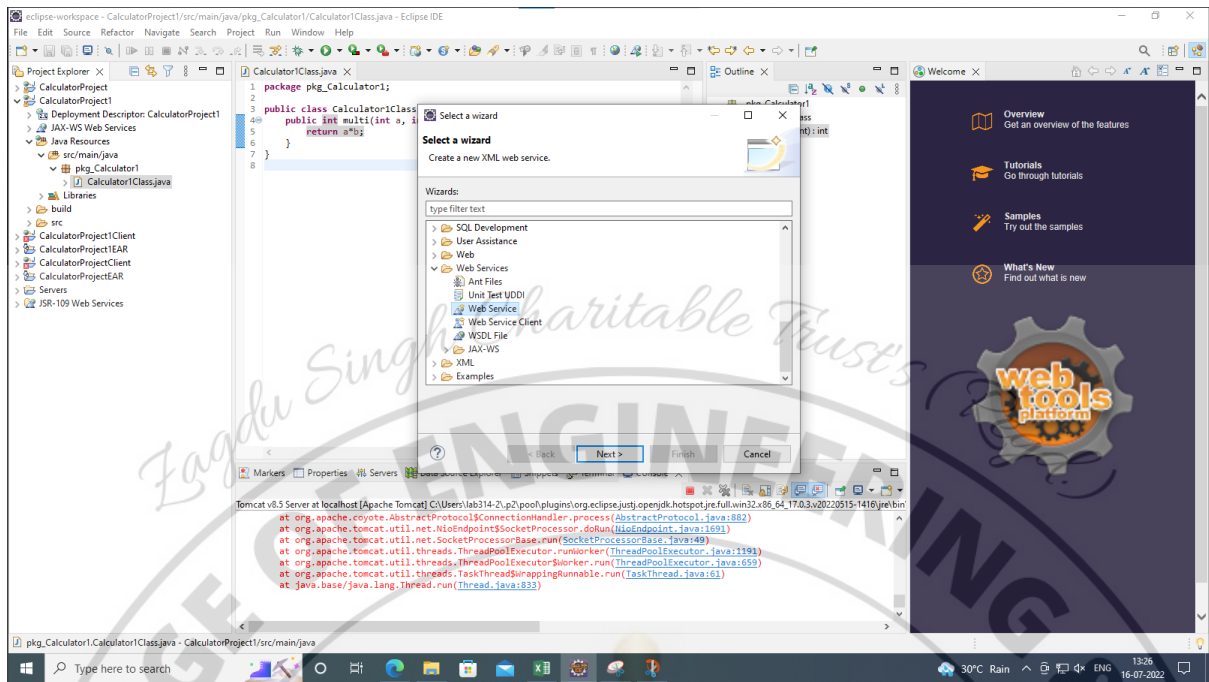 eclipse-workspace - CalculatorProject1/src/main/java/pkg_Calculator1/Calculator1Class.java - Eclipse IDE
File Edit Source Refactor Navigate Search Project Run Window Help
Project Explorer
CalculatorProject
CalculatorProject1
Deployment Descriptor: CalculatorProject1
JAX-WS Web Services
Java Resources
src/main/java
pkg_Calculator1
Calculator1Class.java
Libraries
build
src
CalculatorProject1Client
CalculatorProject1EAR
CalculatorProjectClient
CalculatorProjectEAR
Servers
JSR-109 Web Services
Calculator1Class.java
1 package pkg_Calculator1;
2
3 public class Calculator1Class
4 public int multi(int a, i
5 return a*b;
6 }
7 }
8
Select a wizard
Select a wizard
Create a new XML web service.
Wizards:
type filter text
SQL Development
User Assistance
Web
Web Services
Ant Files
Unit Test UDDI
Web Service
Web Service Client
WSDL File
JAX-WS
XML
Examples
? < Back Next > Finish Cancel
Outline
pkg_Calculator1
ass
nt) : int
Welcome
Overview
Get an overview of the features
Tutorials
Go through tutorials
Samples
Try out the samples
What's New
Find out what is new
web
tools
platform
Markers Properties Servers Data Source Explorer Snippets Terminal Console
Tomcat v8.5 Server at localhost [Apache Tomcat] C:\Users\lab314-2\.p2\pool\plugins\org.eclipse.justj.openjdk.hotspot.jre.full.win32.x86_64_17.0.3.v20220515-1416\jre\bin
at org.apache.coyote.AbstractProtocol$ConnectionHandler.process(AbstractProtocol.java:882)
at org.apache.tomcat.util.net.NioEndpoint$SocketProcessor.doRun(NioEndpoint.java:1691)
at org.apache.tomcat.util.net.SocketProcessorBase.run(SocketProcessorBase.java:49)
at org.apache.tomcat.util.threads.ThreadPoolExecutor.runWorker(ThreadPoolExecutor.java:1191)
at org.apache.tomcat.util.threads.ThreadPoolExecutor$Worker.run(ThreadPoolExecutor.java:659)
at org.apache.tomcat.util.threads.TaskThread$WrappingRunnable.run(TaskThread.java:61)
at java.base/java.lang.Thread.run(Thread.java:833)
pkg_Calculator1.Calculator1Class.java - CalculatorProject1/src/main/java
Type here to search
30°C Rain ENG 13:26
16-07-2022
Zagdu Singh Charitable Trust's
GE ENGINEERING